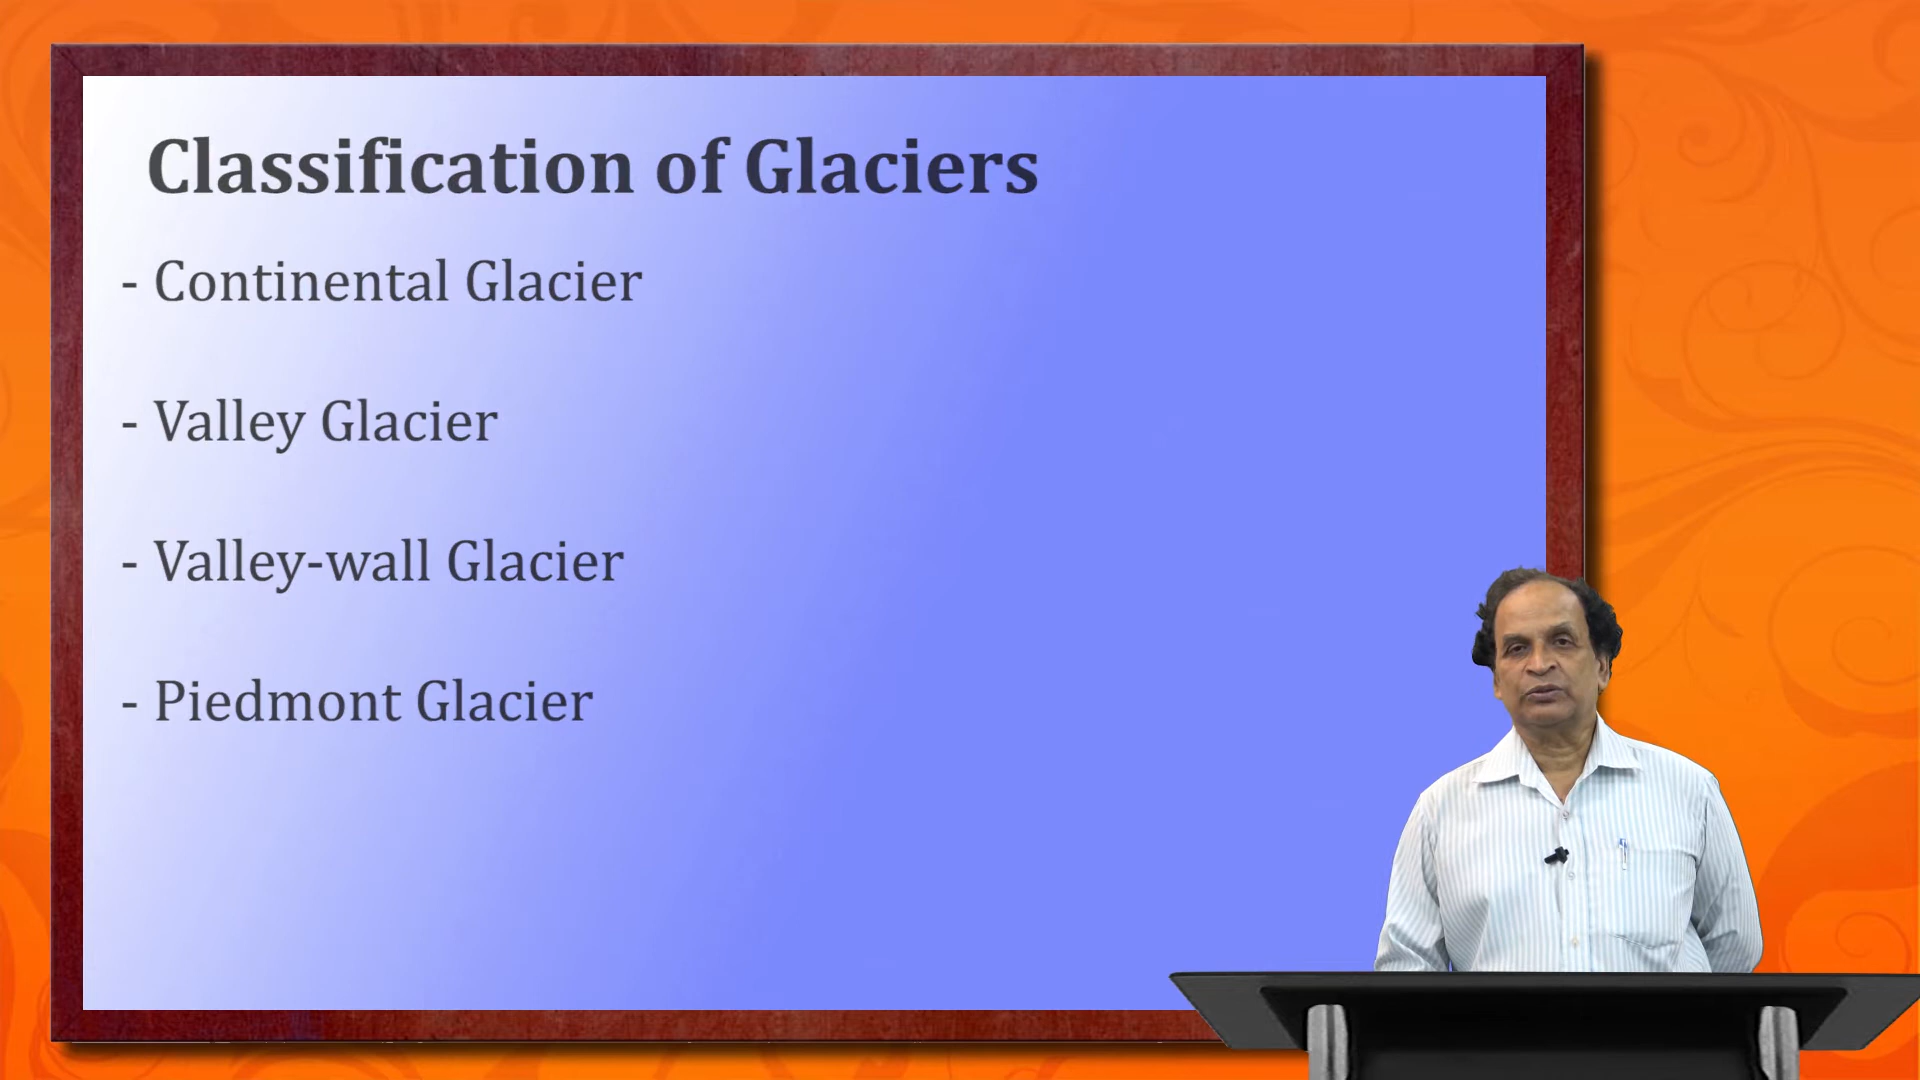 Classification of Glaciers
- Continental Glacier
- Valley Glacier
- Valley-wall Glacier
- Piedmont Glacier